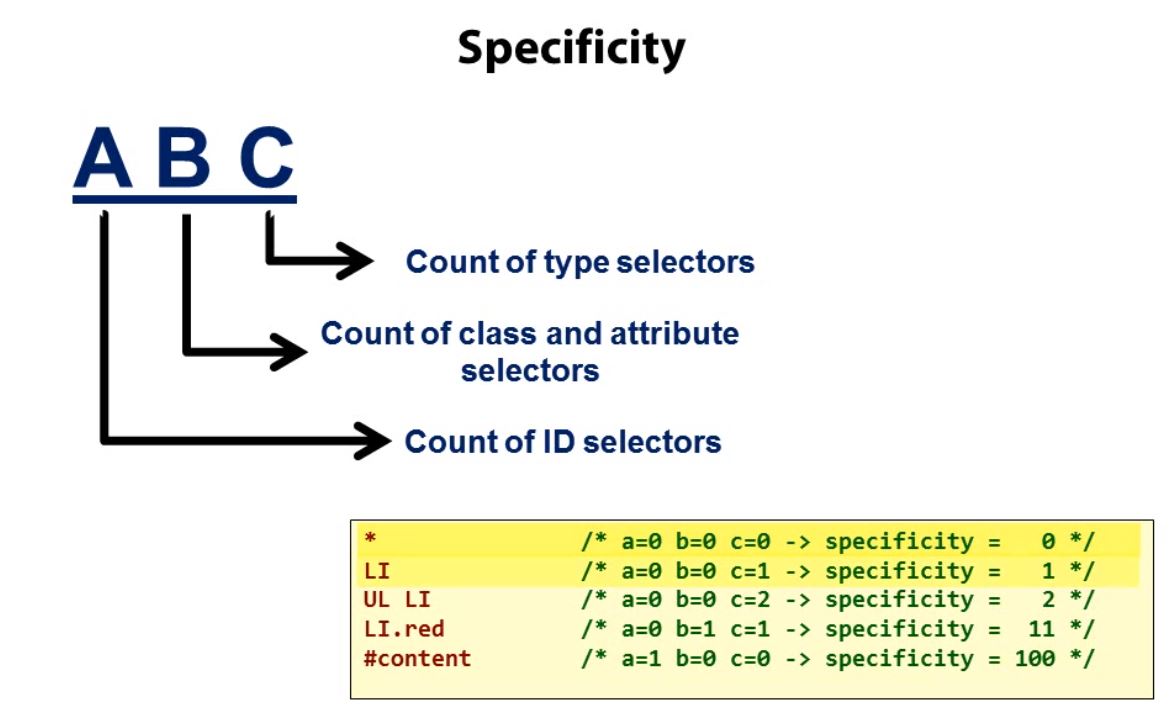 Specificity
A B C
Count of type selectors
Count of class and attribute
selectors
Count of ID selectors
* /* a=0 b=0 c=0 -> specificity = 0 */
LI /* a=0 b=0 c=1 -> specificity = 1 */
UL LI /* a=0 b=0 c=2 -> specificity = 2 */
LI.red /* a=0 b=1 c=1 -> specificity = 11 */
#content /* a=1 b=0 c=0 -> specificity = 100 */